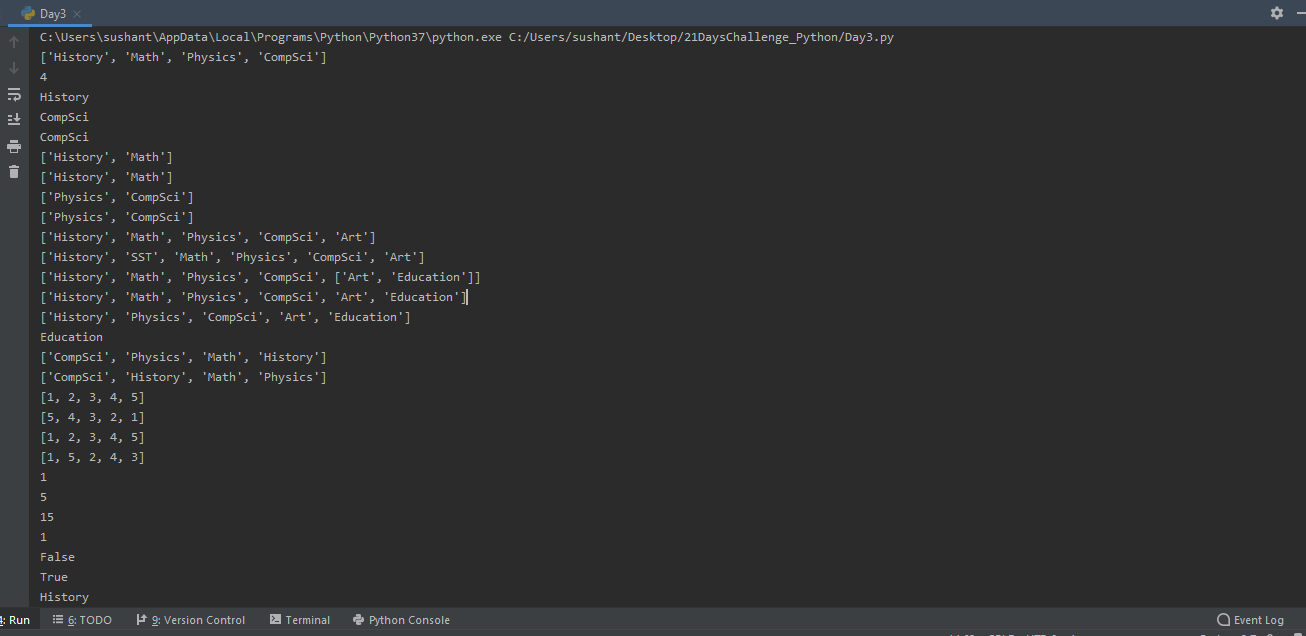 Day3
C:\Users\sushant\AppData\Local\Programs\Python\Python37\python.exe C:/Users/sushant/Desktop/21DaysChallenge_Python/Day3.py
['History', 'Math', 'Physics', 'CompSci']
4
History
CompSci
CompSci
['History', 'Math']
['History', 'Math']
['Physics', 'CompSci']
['Physics', 'CompSci']
['History', 'Math', 'Physics', 'CompSci', 'Art']
['History', 'SST', 'Math', 'Physics', 'CompSci', 'Art']
['History', 'Math', 'Physics', 'CompSci', ['Art', 'Education']]
['History', 'Math', 'Physics', 'CompSci', 'Art', 'Education']
['History', 'Physics', 'CompSci', 'Art', 'Education']
Education
['CompSci', 'Physics', 'Math', 'History']
['CompSci', 'History', 'Math', 'Physics']
[1, 2, 3, 4, 5]
[5, 4, 3, 2, 1]
[1, 2, 3, 4, 5]
[1, 5, 2, 4, 3]
1
5
15
1
False
True
History
: Run 6: TODO 9: Version Control Terminal Python Console Event Log